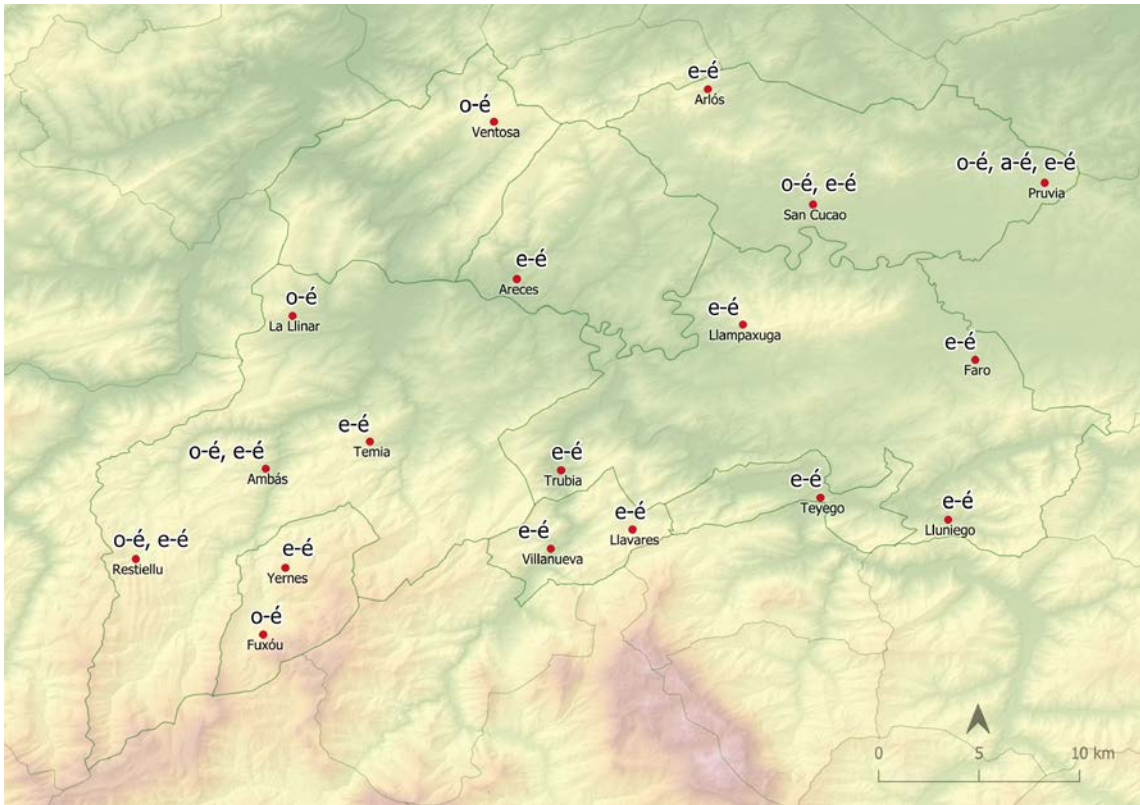 e-é
Arlós
o-é
Ventosa
o-é, a-é, e-é
Pruvia
o-é, e-é
San Cucao
e-é
Areces
o-é
La Llinar
e-é
Llampaxuga
e-é
Faro
e-é
Temia
o-é, e-é
Ambás
e-é
Trubia
e-é
Teyego
e-é
Lluniego
e-é
Llavares
e-é
Villanueva
o-é, e-é
Restiellu
e-é
Yernes
o-é
Fuxóu
0 5 10 km